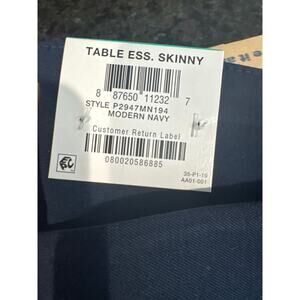 TABLE ESS. SKINNY
8 87650 11232 7
STYLE P2947MN194
MODERN NAVY
Customer Return Label
080020586885
35-P1-15
AA01-001